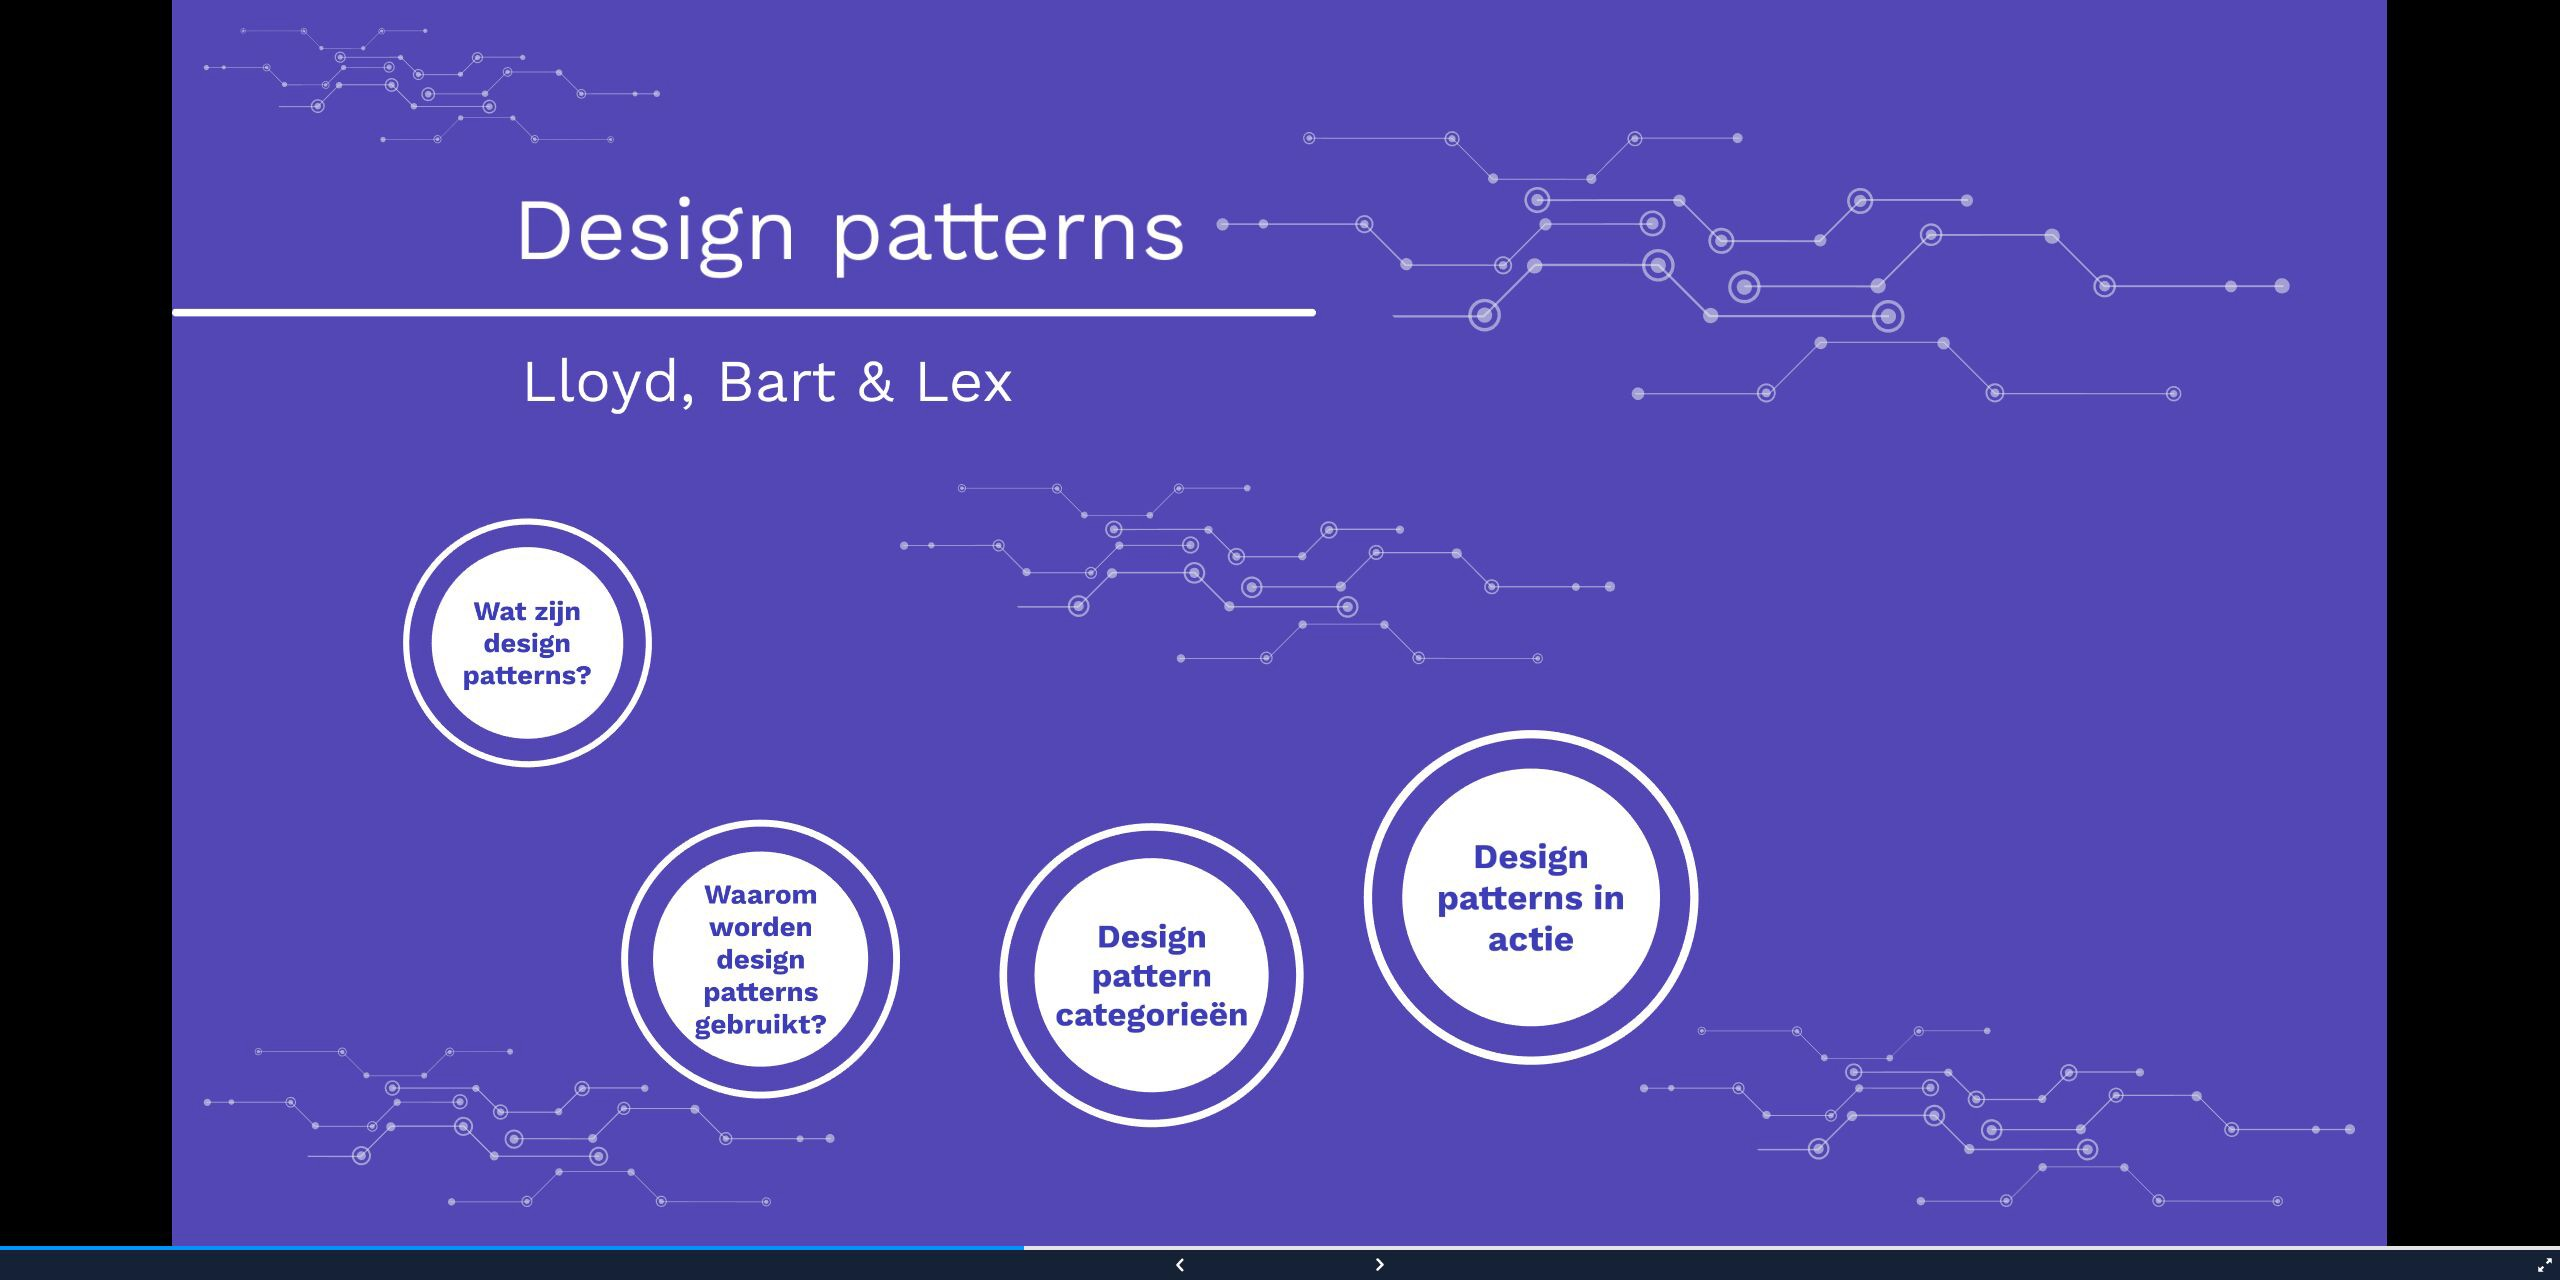 Design patterns
Lloyd, Bart & Lex
Wat zijn
design
patterns?
Waarom
worden
design
patterns
gebruikt?
Design
pattern
categorieën
Design
patterns in
actie